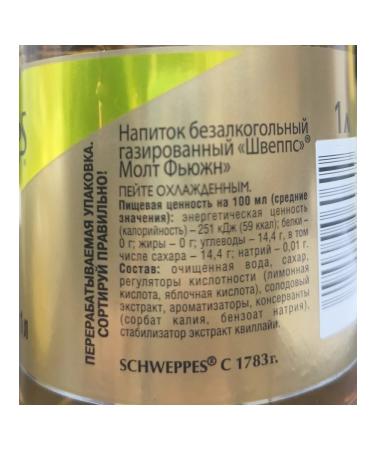 Напиток безалкогольный
газированный «Швеппс»®
Молт Фьюжн»
ПЕЙТЕ ОХЛАЖДЕННЫМ.
Пищевая ценность на 100 мл (средние
значения): энергетическая ценность
(калорийность) – 251 кДж (59 ккал); белки –
0 г; жиры – 0 г; углеводы – 14,4 г, в том
числе сахара – 14,4 г; натрий – 0,01 г.
Состав: очищенная вода, сахар,
регуляторы кислотности (лимонная
кислота, яблочная кислота), солодовый
экстракт, ароматизаторы, консерванты
(сорбат калия, бензоат натрия),
стабилизатор экстракт квиллайи.
SCHWEPPES® С 1783г.
ПЕРЕРАБАТЫВАЕМАЯ УПАКОВКА.
СОРТИРУЙ ПРАВИЛЬНО!
1л